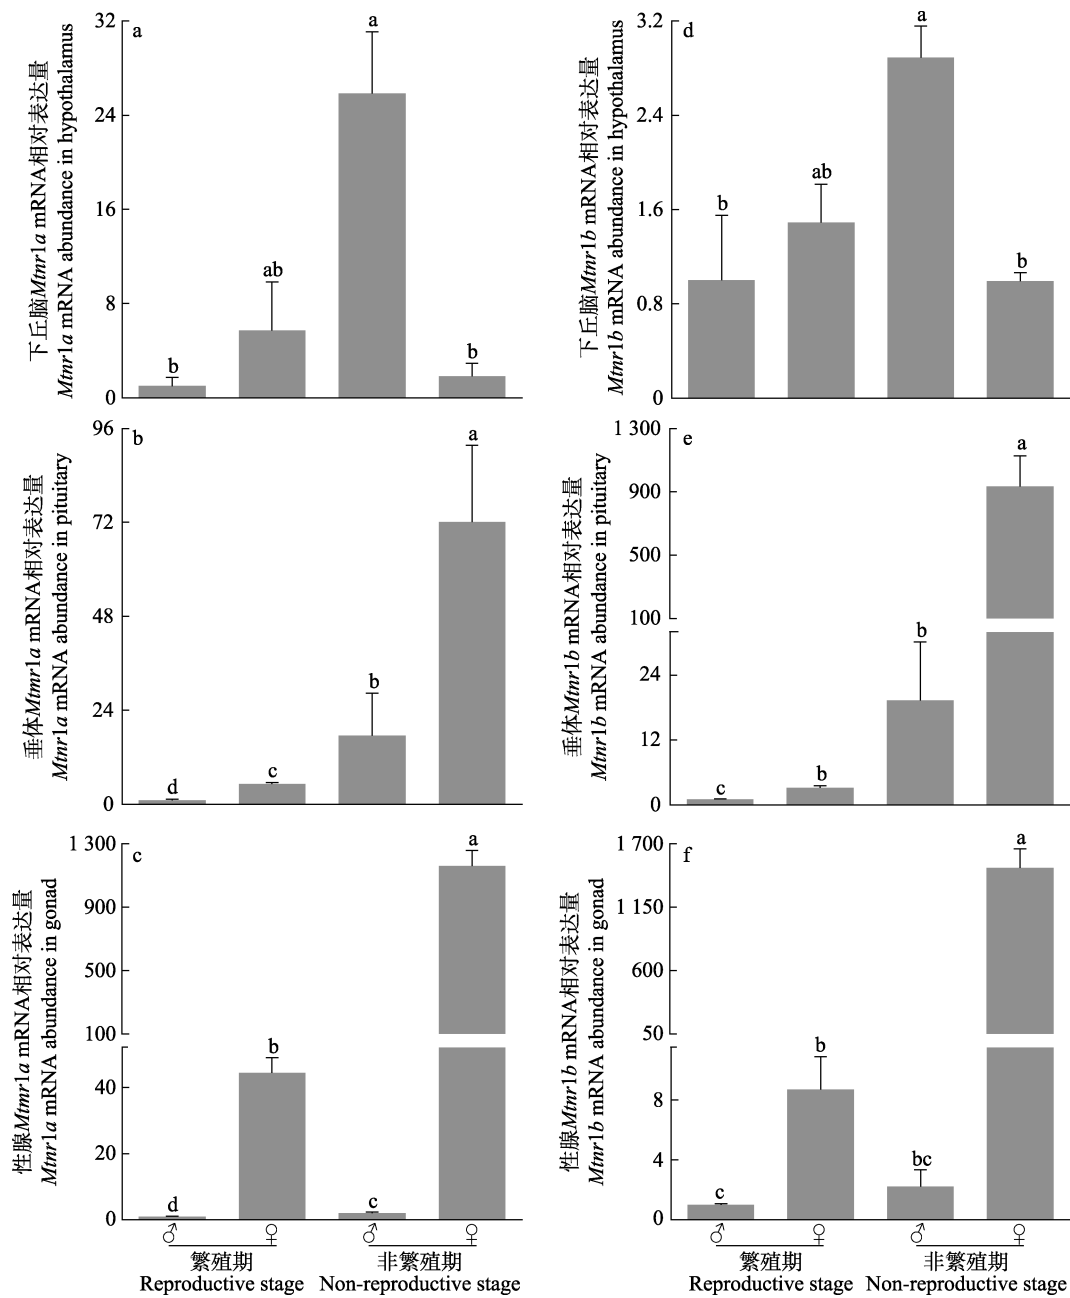 下丘脑Mtnr1a mRNA相对表达量
Mtnr1a mRNA abundance in hypothalamus
32
24
16
8
0
a
b
ab
a
b
下丘脑Mtnr1b mRNA相对表达量
Mtnr1b mRNA abundance in hypothalamus
3.2
2.4
1.6
0.8
0
d
b
ab
a
b
垂体Mtmr1a mRNA相对表达量
Mtnr1a mRNA abundance in pituitary
96
72
48
24
0
b
d
c
b
a
垂体Mtnr1b mRNA相对表达量
Mtnr1b mRNA abundance in pituitary
1 300
900
500
100
24
12
0
e
c
b
b
a
性腺Mtmr1a mRNA相对表达量
Mtnr1a mRNA abundance in gonad
1 300
900
500
100
40
20
0
c
d
b
c
a
♂ ♀ ♂ ♀
繁殖期 非繁殖期
Reproductive stage Non-reproductive stage
性腺Mtnr1b mRNA相对表达量
Mtnr1b mRNA abundance in gonad
1 700
1 150
600
50
8
4
0
f
c
b
bc
a
♂ ♀ ♂ ♀
繁殖期 非繁殖期
Reproductive stage Non-reproductive stage